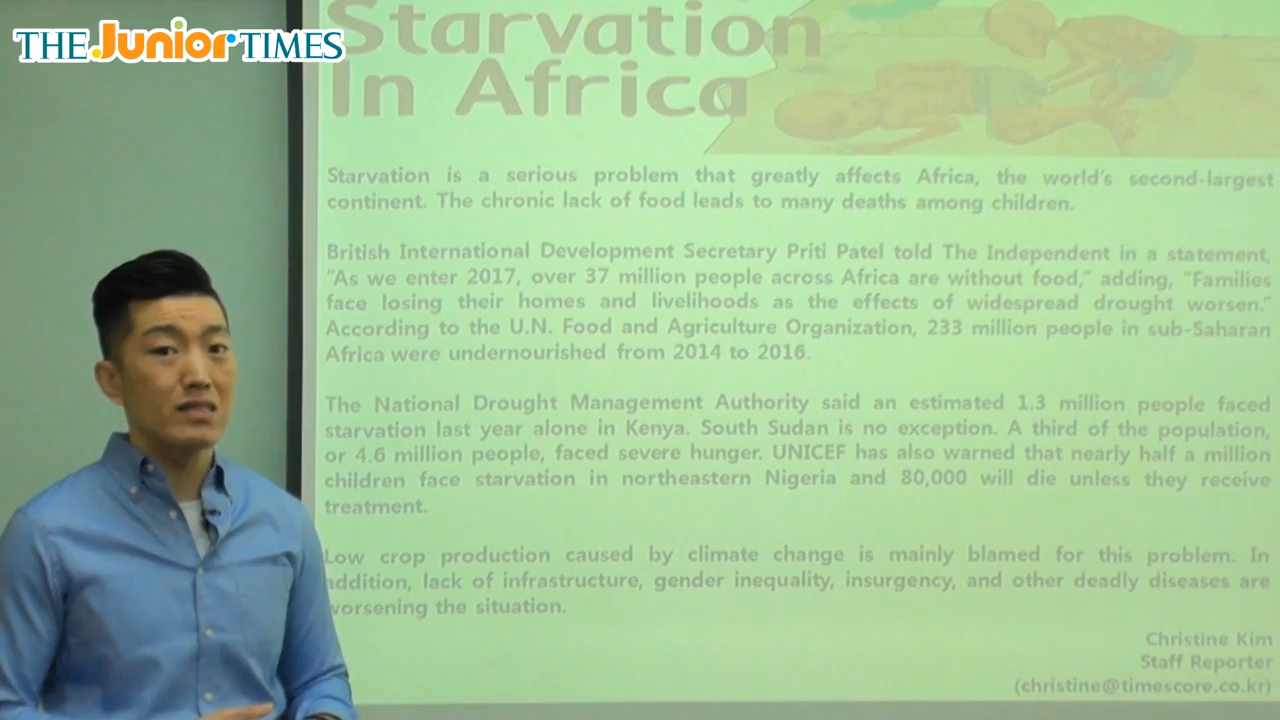 THE Junior TIMES
Starvation
In Africa
Starvation is a serious problem that greatly affects Africa, the world's second-largest
continent. The chronic lack of food leads to many deaths among children.
British International Development Secretary Priti Patel told The Independent in a statement,
"As we enter 2017, over 37 million people across Africa are without food," adding, "Families
face losing their homes and livelihoods as the effects of widespread drought worsen."
According to the U.N. Food and Agriculture Organization, 233 million people in sub-Saharan
Africa were undernourished from 2014 to 2016.
The National Drought Management Authority said an estimated 1.3 million people faced
starvation last year alone in Kenya. South Sudan is no exception. A third of the population,
or 4.6 million people, faced severe hunger. UNICEF has also warned that nearly half a million
children face starvation in northeastern Nigeria and 80,000 will die unless they receive
treatment.
Low crop production caused by climate change is mainly blamed for this problem. In
addition, lack of infrastructure, gender inequality, insurgency, and other deadly diseases are
worsening the situation.
Christine Kim
Staff Reporter
(christine@timescore.co.kr)